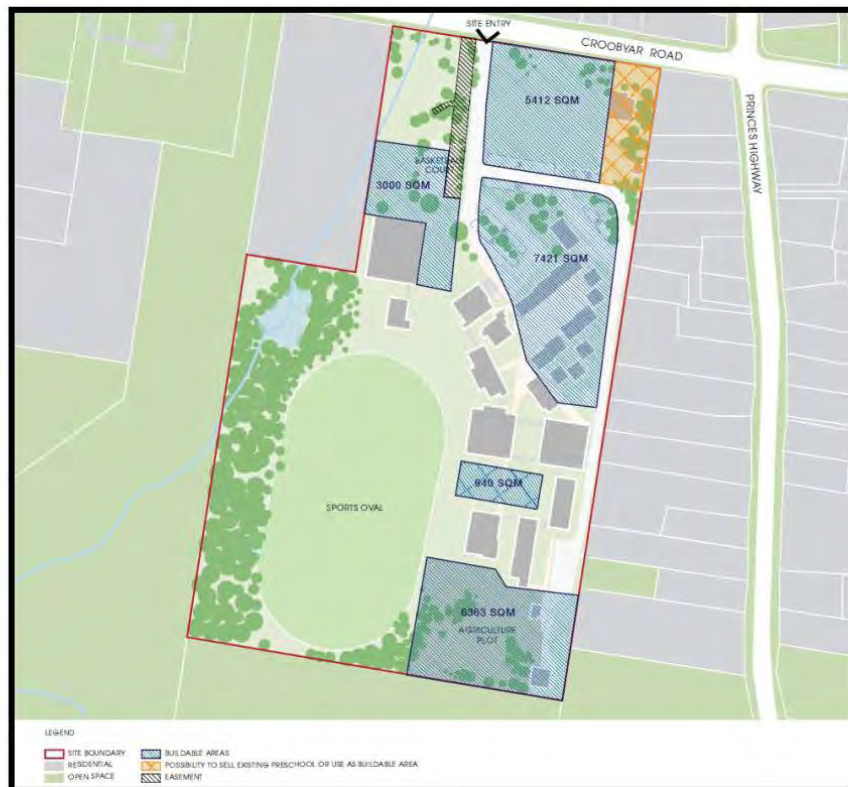 SITE ENTRY
CROOBYAR ROAD
PRINCES HIGHWAY
5412 SQM
BASKETBALL
COURT
3000 SQM
7421 SQM
940 SQM
SPORTS OVAL
6363 SQM
AGRICULTURE
PLOT
LEGEND
SITE BOUNDARY
BUILDABLE AREAS
RESIDENTIAL
POSSIBILITY TO SELL EXISTING PRESCHOOL OR USE AS BUILDABLE AREA
OPEN SPACE
EASEMENT